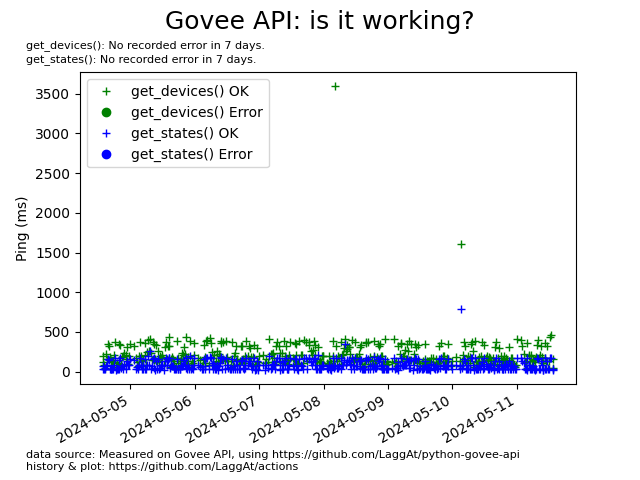 Govee API: is it working?
get_devices(): No recorded error in 7 days.
get_states(): No recorded error in 7 days.
get_devices() OK
get_devices() Error
get_states() OK
get_states() Error
Ping (ms)
3500
3000
2500
2000
1500
1000
500
0
2024-05-05
2024-05-06
2024-05-07
2024-05-08
2024-05-09
2024-05-10
2024-05-11
data source: Measured on Govee API, using https://github.com/LaggAt/python-govee-api
history & plot: https://github.com/LaggAt/actions